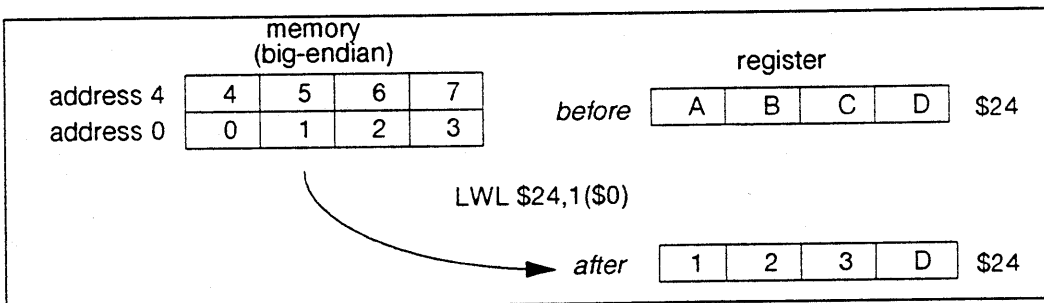 memory
(big-endian)
register
address 4 4 5 6 7
before A B C D $24
address 0 0 1 2 3
LWL $24,1($0)
after 1 2 3 D $24